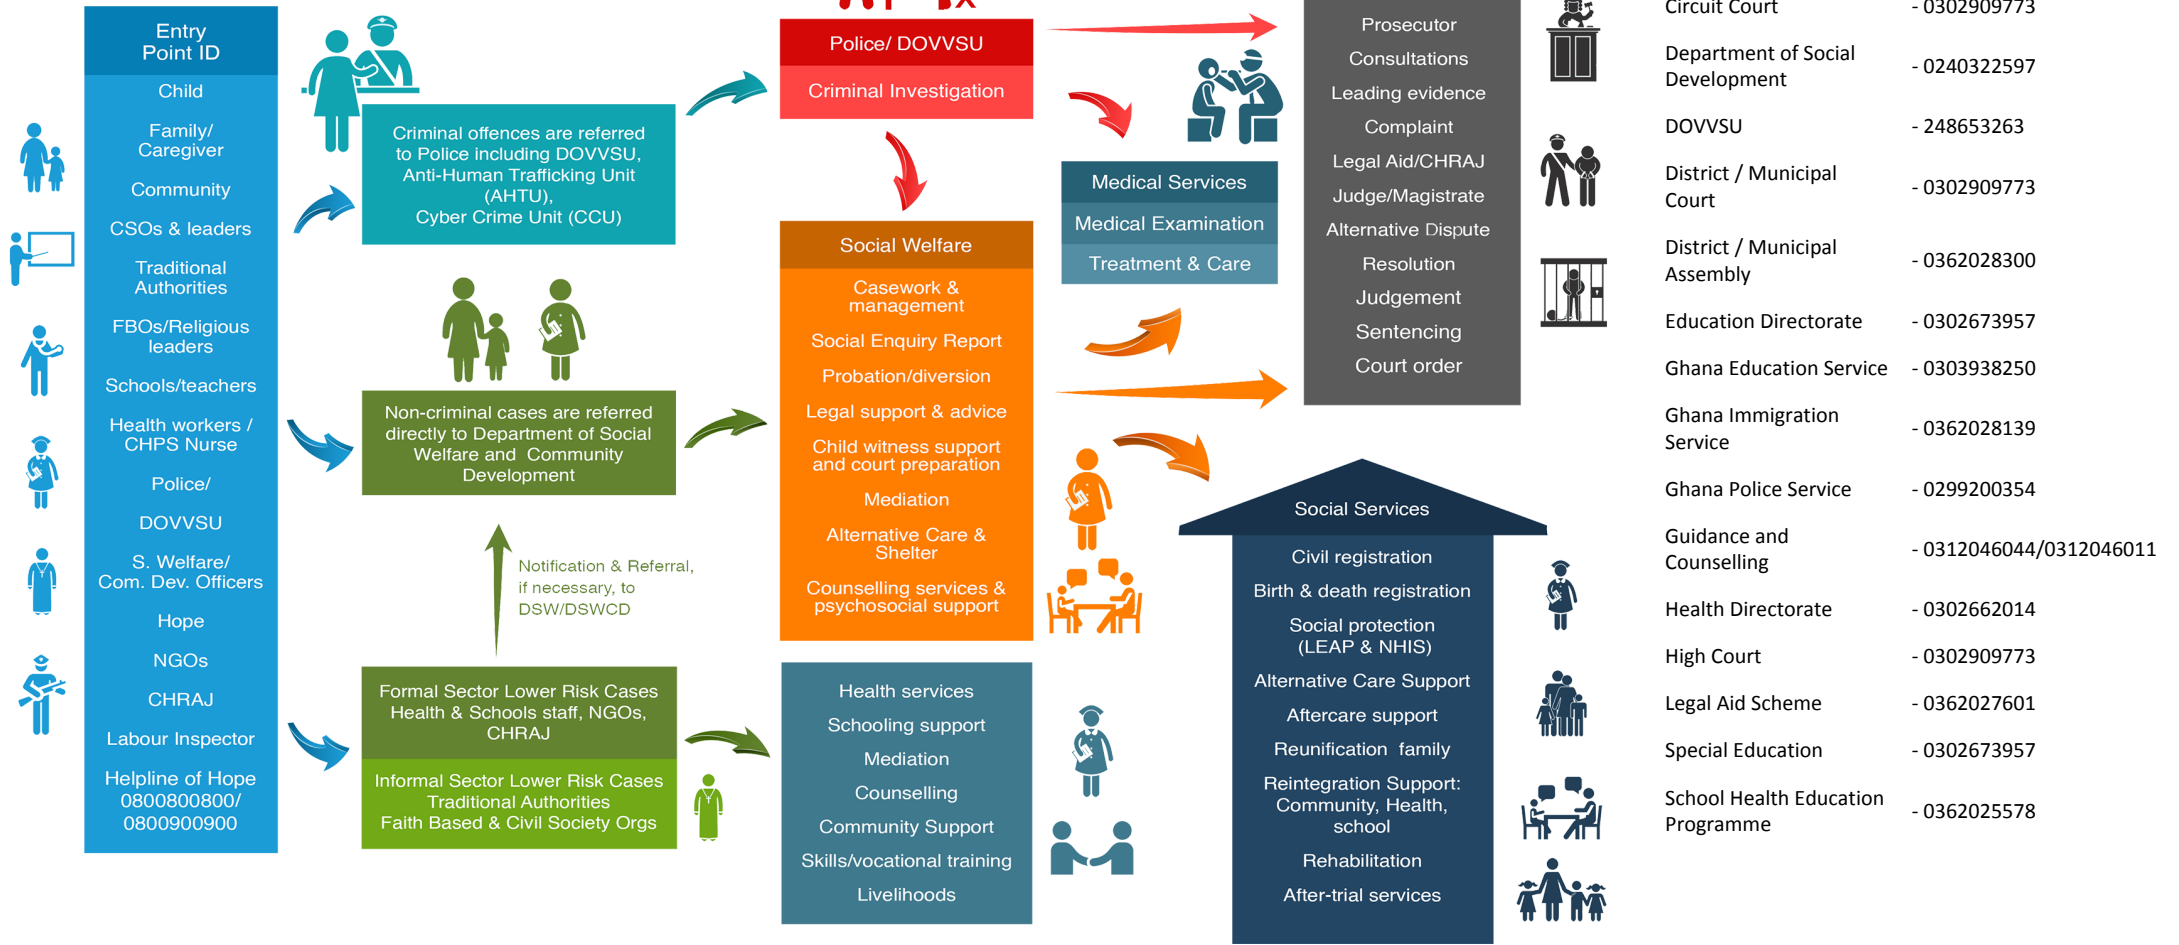 Entry
Point ID
Child
Family/
Caregiver
Community
CSOs & leaders
Traditional
Authorities
FBOs/Religious
leaders
Schools/teachers
Health workers /
CHPS Nurse
Police/
DOVVSU
S. Welfare/
Com. Dev. Officers
Hope
NGOs
CHRAJ
Labour Inspector
Helpline of Hope
0800800800/
0800900900
Criminal offences are referred
to Police including DOVVSU,
Anti-Human Trafficking Unit
(AHTU),
Cyber Crime Unit (CCU)
Non-criminal cases are referred
directly to Department of Social
Welfare and Community
Development
Notification & Referral,
if necessary, to
DSW/DSWCD
Formal Sector Lower Risk Cases
Health & Schools staff, NGOs,
CHRAJ
Informal Sector Lower Risk Cases
Traditional Authorities
Faith Based & Civil Society Orgs
Police/ DOVVSU
Criminal Investigation
Social Welfare
Casework &
management
Social Enquiry Report
Probation/diversion
Legal support & advice
Child witness support
and court preparation
Mediation
Alternative Care &
Shelter
Counselling services &
psychosocial support
Health services
Schooling support
Mediation
Counselling
Community Support
Skills/vocational training
Livelihoods
Medical Services
Medical Examination
Treatment & Care
Prosecutor
Consultations
Leading evidence
Complaint
Legal Aid/CHRAJ
Judge/Magistrate
Alternative Dispute
Resolution
Judgement
Sentencing
Court order
Social Services
Civil registration
Birth & death registration
Social protection
(LEAP & NHIS)
Alternative Care Support
Aftercare support
Reunification family
Reintegration Support:
Community, Health,
school
Rehabilitation
After-trial services
Circuit Court - 0302909773
Department of Social
Development - 0240322597
DOVVSU - 248653263
District / Municipal
Court - 0302909773
District / Municipal
Assembly - 0362028300
Education Directorate - 0302673957
Ghana Education Service - 0303938250
Ghana Immigration
Service - 0362028139
Ghana Police Service - 0299200354
Guidance and
Counselling - 0312046044/0312046011
Health Directorate - 0302662014
High Court - 0302909773
Legal Aid Scheme - 0362027601
Special Education - 0302673957
School Health Education
Programme - 0362025578